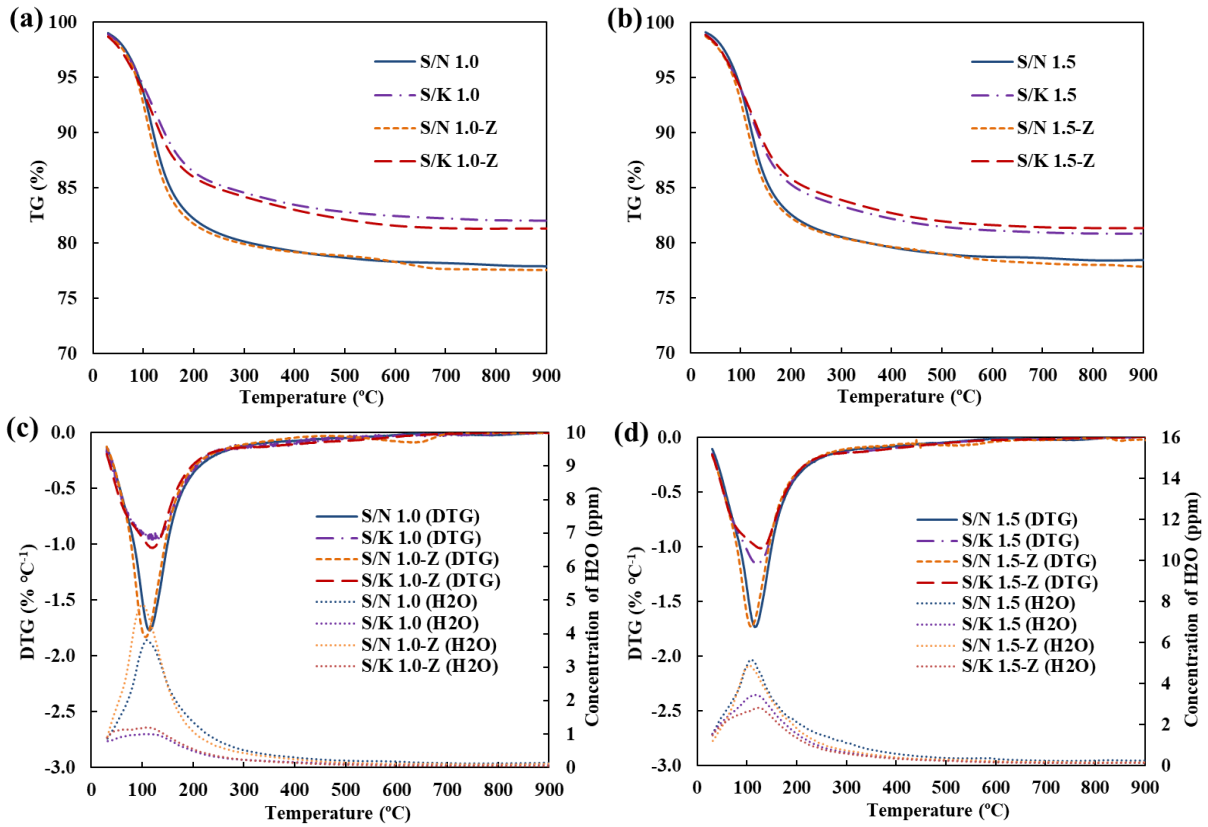 (a)
100
95
90
85
80
75
70
TG (%)
S/N 1.0
S/K 1.0
S/N 1.0-Z
S/K 1.0-Z
0 100 200 300 400 500 600 700 800 900
Temperature (ºC)
(b)
100
95
90
85
80
75
70
TG (%)
S/N 1.5
S/K 1.5
S/N 1.5-Z
S/K 1.5-Z
0 100 200 300 400 500 600 700 800 900
Temperature (ºC)
(c)
0.0
-0.5
-1.0
-1.5
-2.0
-2.5
-3.0
DTG (% °C⁻¹)
S/N 1.0 (DTG)
S/K 1.0 (DTG)
S/N 1.0-Z (DTG)
S/K 1.0-Z (DTG)
S/N 1.0 (H2O)
S/K 1.0 (H2O)
S/N 1.0-Z (H2O)
S/K 1.0-Z (H2O)
10
9
8
7
6
5
4
3
2
1
0
Concentration of H2O (ppm)
0 100 200 300 400 500 600 700 800 900
Temperature (ºC)
(d)
0.0
-0.5
-1.0
-1.5
-2.0
-2.5
-3.0
DTG (% °C⁻¹)
S/N 1.5 (DTG)
S/K 1.5 (DTG)
S/N 1.5-Z (DTG)
S/K 1.5-Z (DTG)
S/N 1.5 (H2O)
S/K 1.5 (H2O)
S/N 1.5-Z (H2O)
S/K 1.5-Z (H2O)
16
14
12
10
8
6
4
2
0
Concentration of H2O (ppm)
0 100 200 300 400 500 600 700 800 900
Temperature (ºC)